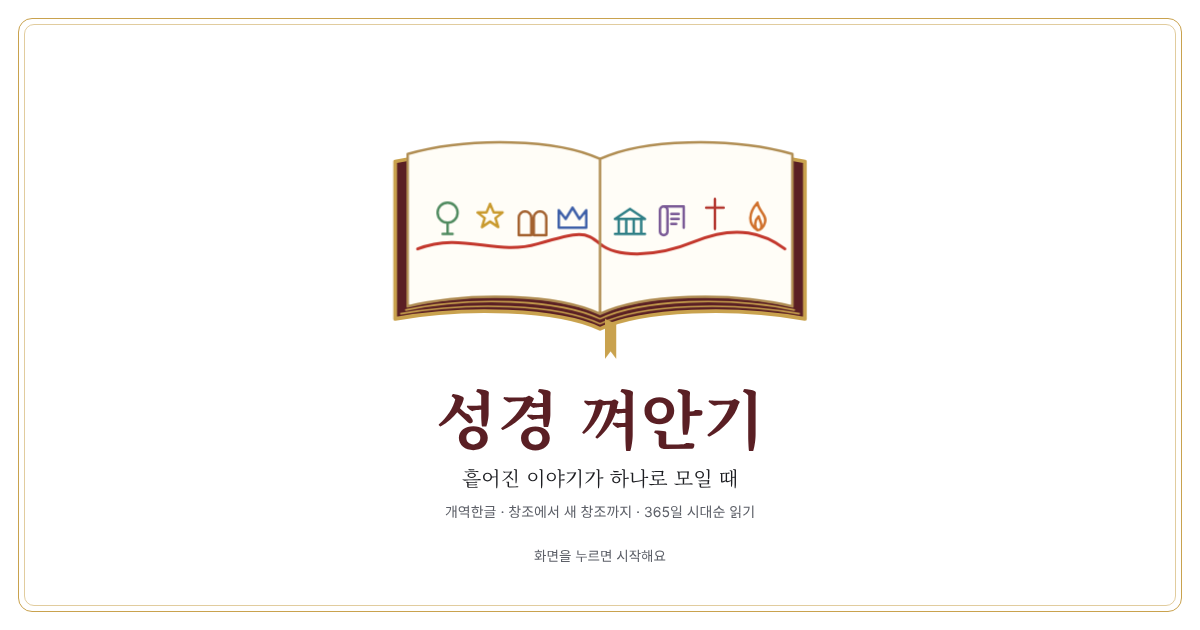 성경 껴안기
흩어진 이야기가 하나로 모일 때
개역한글 · 창조에서 새 창조까지 · 365일 시대순 읽기
화면을 누르면 시작해요